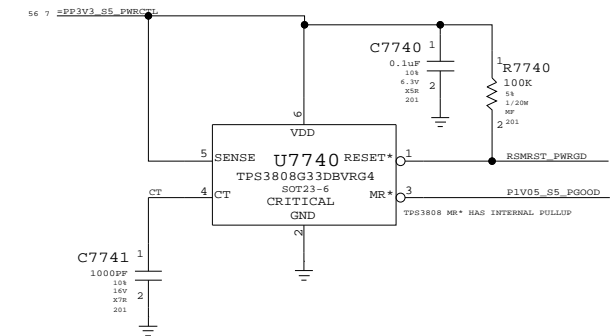 56 7 =PP3V3_S5_PWRCTL
C7740 1
0.1uF
10%
6.3V
X5R
201
2
1
R7740
100K
5%
1/20W
MF
201
2
6
VDD
5 SENSE U7740 RESET* 1 RSMRST_PWRGD
TPS3808G33DBVRG4
SOT23-6
CT 4 CT CRITICAL MR* 3 P1V05_S5_PGOOD
GND
TPS3808 MR* HAS INTERNAL PULLUP
2
C7741 1
1000PF
10%
16V
X7R
201
2